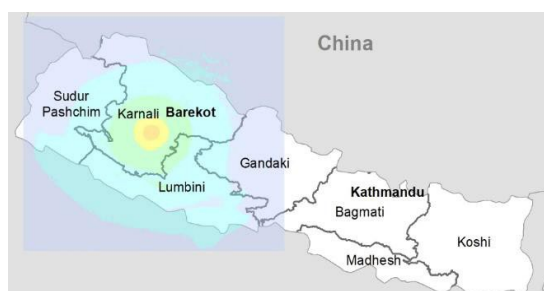 China
Sudur
Pashchim
Karnali
Barekot
Gandaki
Lumbini
Kathmandu
Bagmati
Koshi
Madhesh